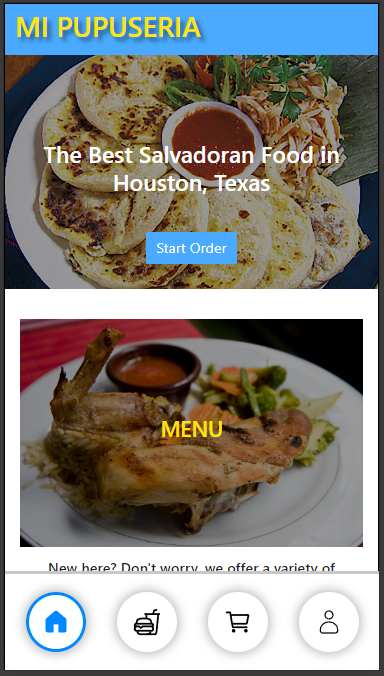 MI PUPUSERIA
The Best Salvadoran Food in
Houston, Texas
Start Order
MENU
New here? Don't worry, we offer a variety of